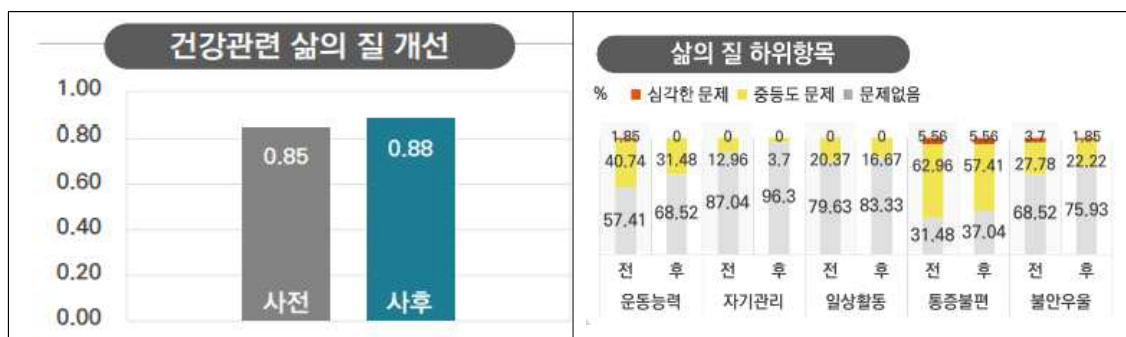 건강관련 삶의 질 개선
1.00
0.80
0.60
0.40
0.20
0.00
0.85
0.88
사전
사후
삶의 질 하위항목
% 심각한 문제 중등도 문제 문제없음
1.85 0 0 0 0 0 5.56 5.56 3.7 1.85
40.74 31.48 12.96 3.7 20.37 16.67 62.96 57.41 27.78 22.22
57.41 68.52 87.04 96.3 79.63 83.33 31.48 37.04 68.52 75.93
전 후 전 후 전 후 전 후 전 후
운동능력 자기관리 일상활동 통증불편 불안우울